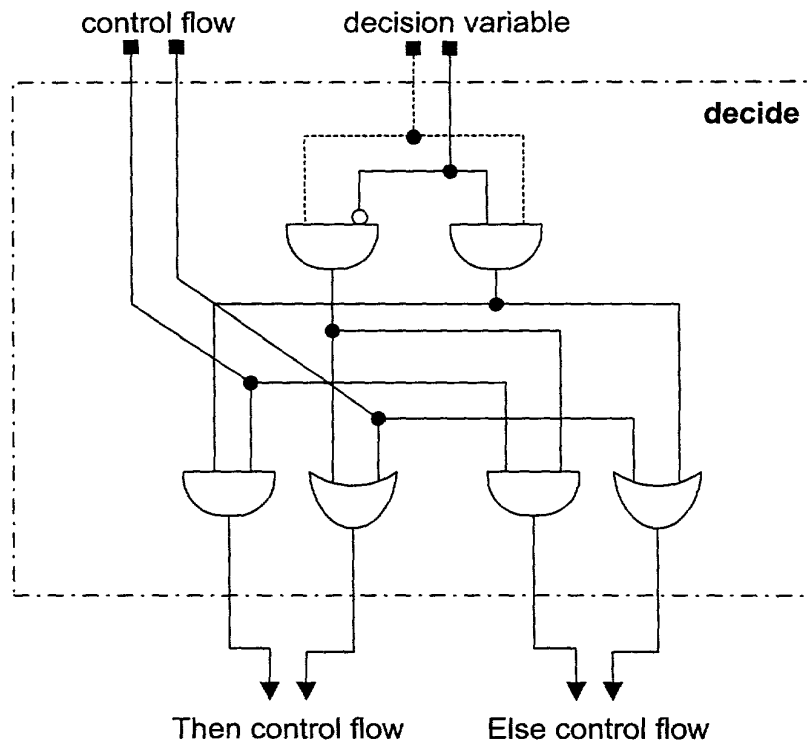 control flow
decision variable
decide
Then control flow
Else control flow